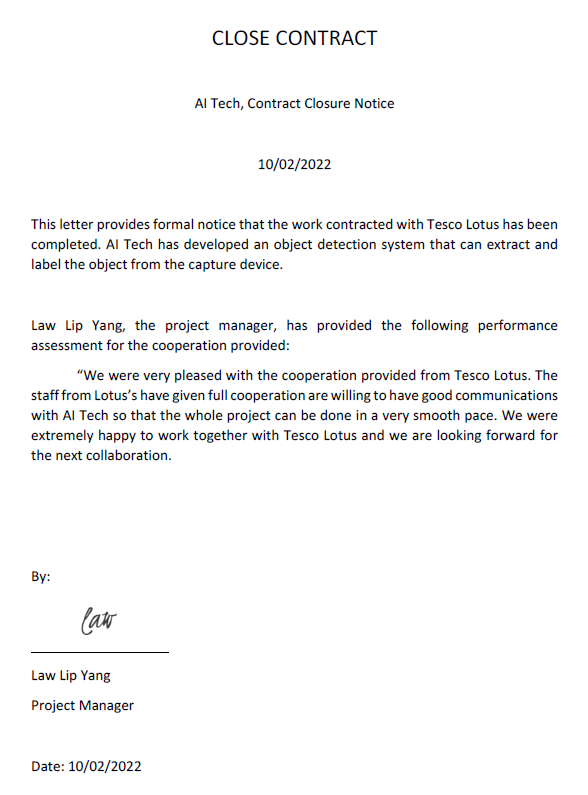 CLOSE CONTRACT
AI Tech, Contract Closure Notice
10/02/2022
This letter provides formal notice that the work contracted with Tesco Lotus has been
completed. AI Tech has developed an object detection system that can extract and
label the object from the capture device.
Law Lip Yang, the project manager, has provided the following performance
assessment for the cooperation provided:
“We were very pleased with the cooperation provided from Tesco Lotus. The
staff from Lotus’s have given full cooperation are willing to have good communications
with AI Tech so that the whole project can be done in a very smooth pace. We were
extremely happy to work together with Tesco Lotus and we are looking forward for
the next collaboration.
By:
Law
Law Lip Yang
Project Manager
Date: 10/02/2022